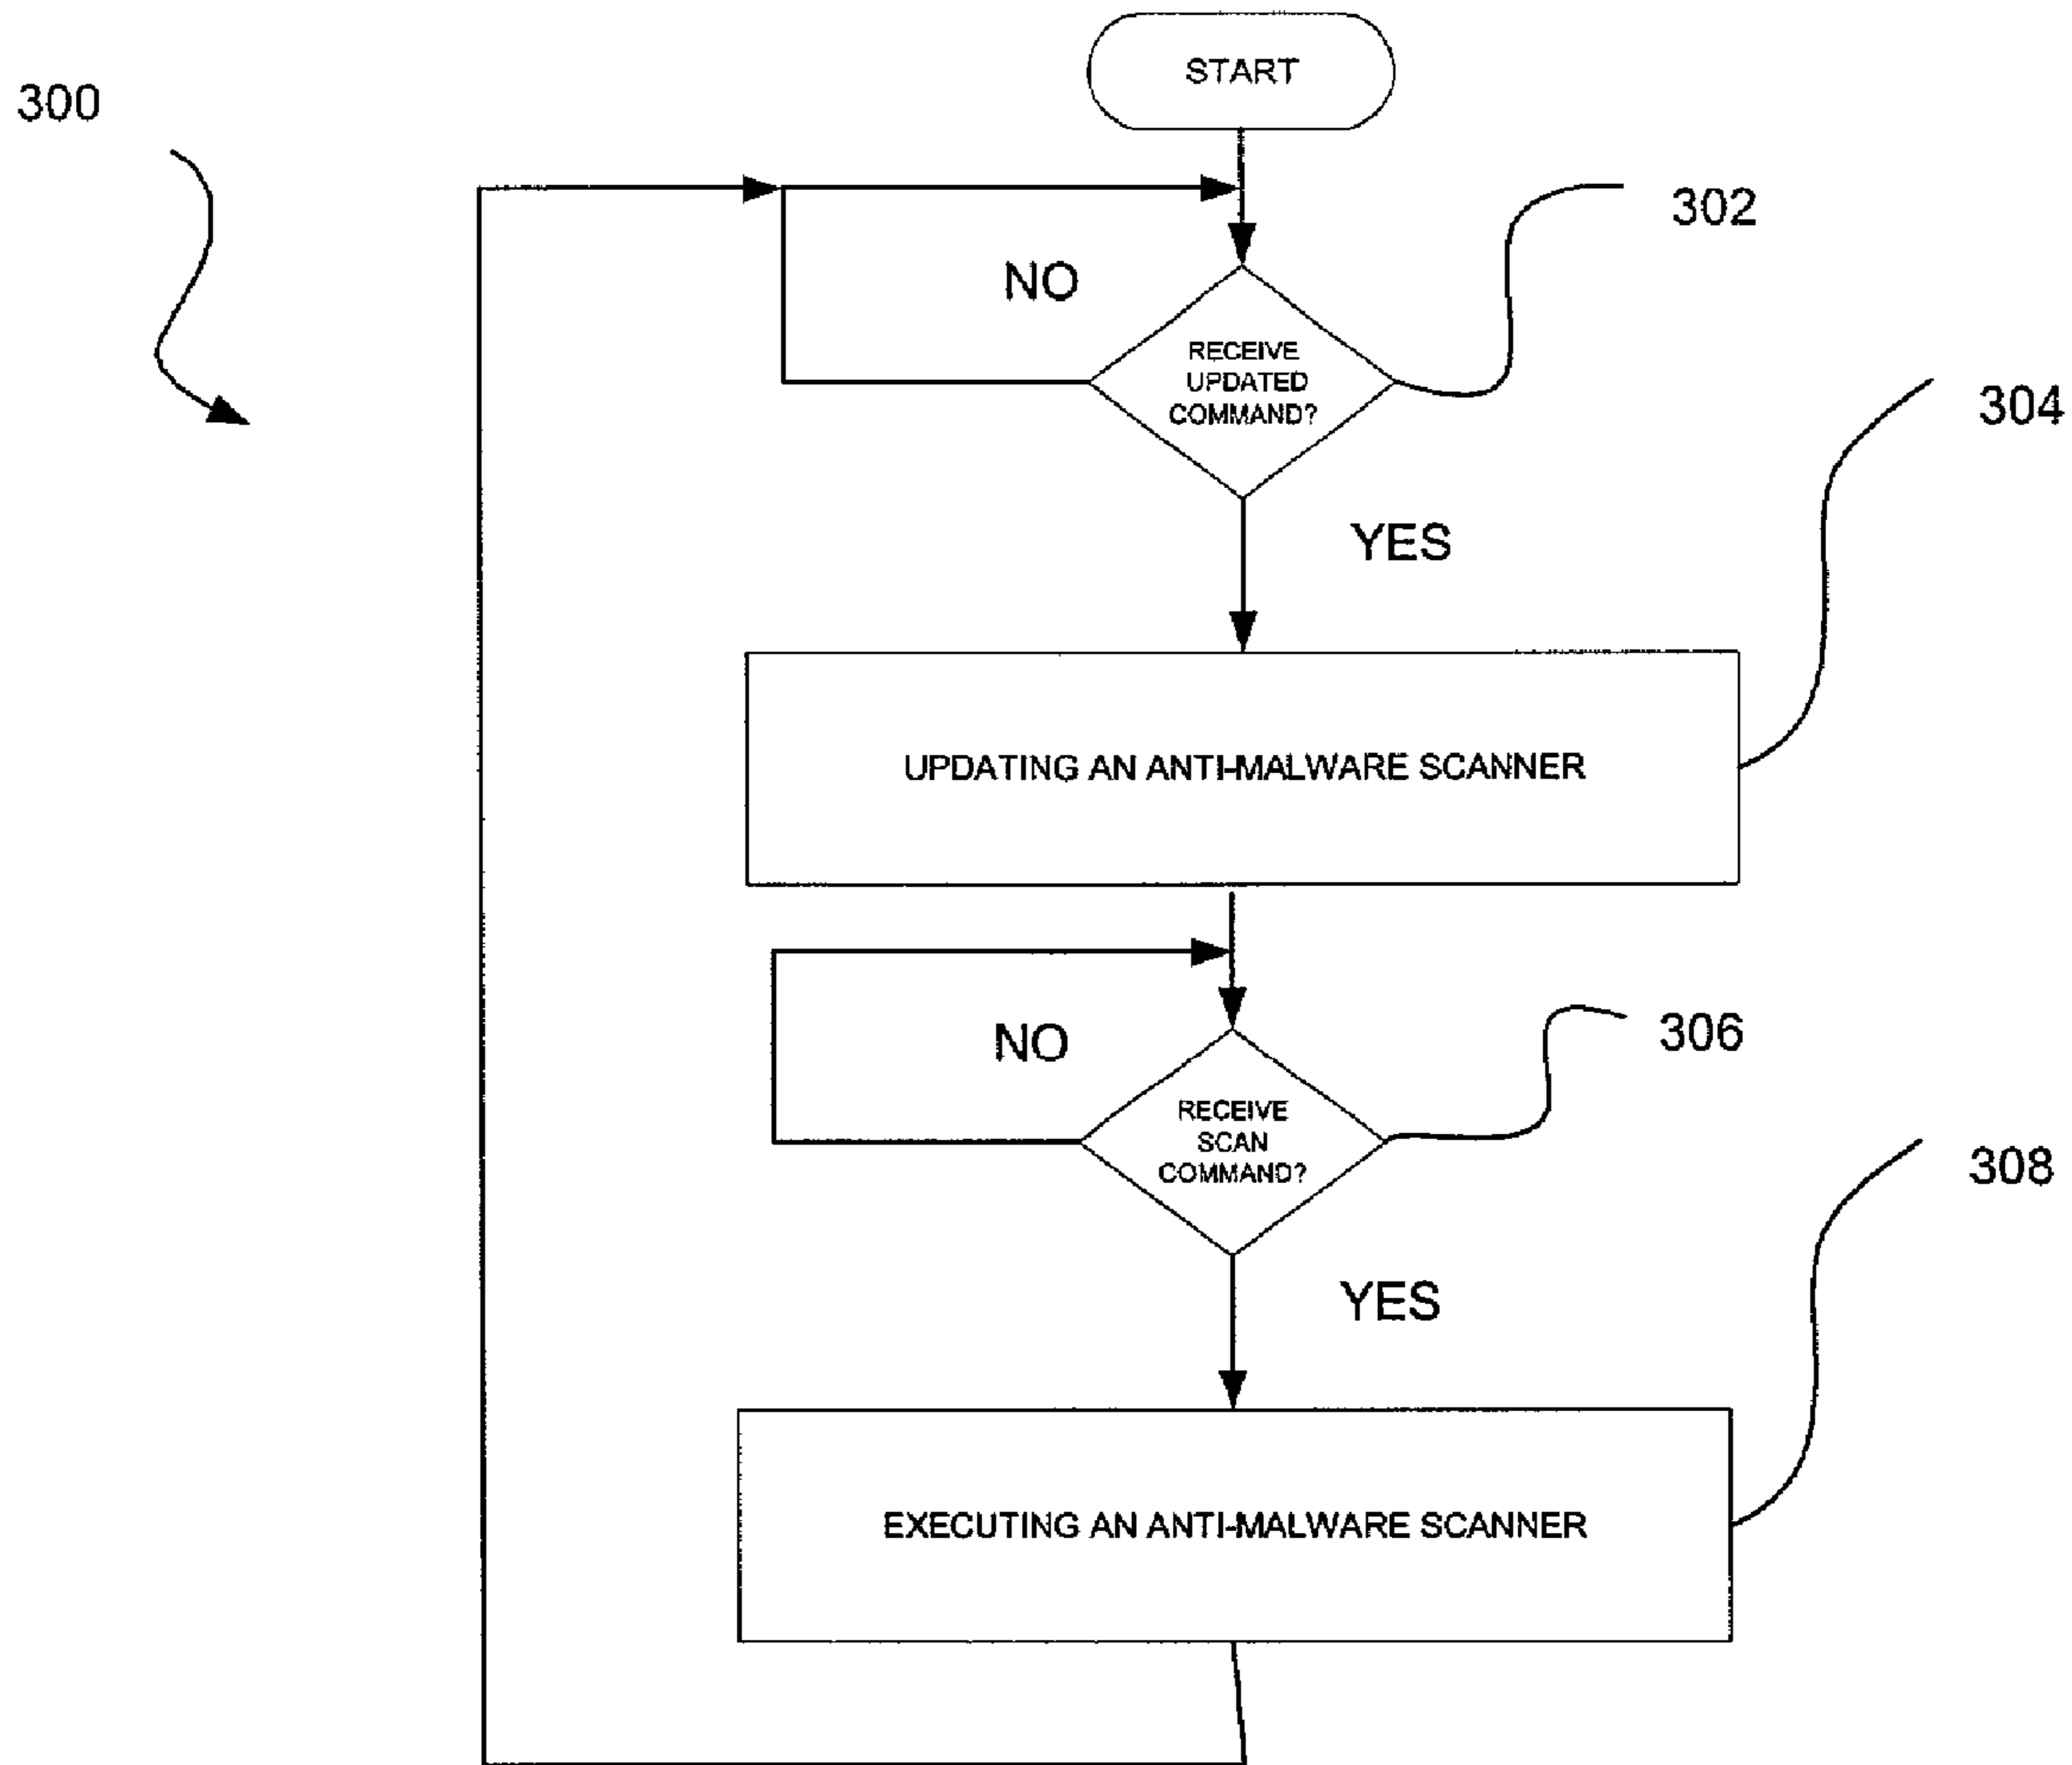 START
300
302
NO
RECEIVE
UPDATED
COMMAND?
304
YES
UPDATING AN ANTI-MALWARE SCANNER
306
NO
RECEIVE
SCAN
COMMAND?
308
YES
EXECUTING AN ANTI-MALWARE SCANNER